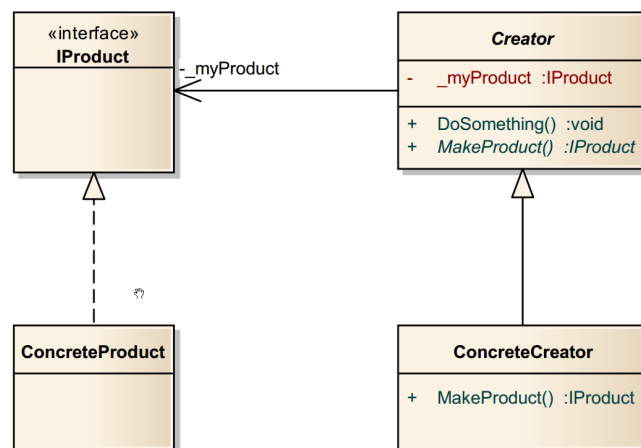 «interface»
IProduct
-_myProduct
Creator
- _myProduct :IProduct
+ DoSomething() :void
+ MakeProduct() :IProduct
ConcreteProduct
ConcreteCreator
+ MakeProduct() :IProduct